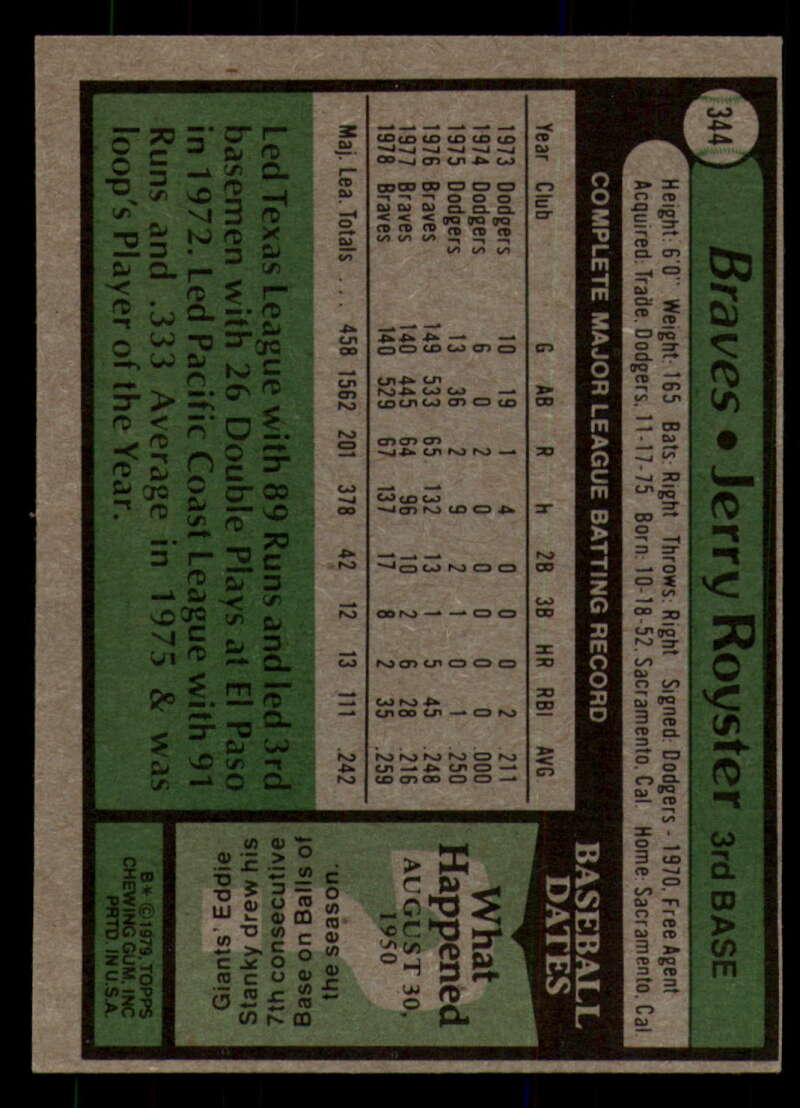 344
Braves • Jerry Royster 3rd BASE
Height: 6'0" Weight: 165 Bats: Right Throws: Right Signed: Dodgers - 1970, Free Agent
Acquired: Trade, Dodgers, 11-17-75 Born: 10-18-52, Sacramento, Cal Home: Sacramento, Cal.
COMPLETE MAJOR LEAGUE BATTING RECORD
Year Club G AB R H 2B 3B HR RBI AVG
1973 Dodgers 10 19 1 4 0 0 0 2 .211
1974 Dodgers 6 0 2 0 0 0 0 0 .000
1975 Dodgers 13 36 2 9 2 1 0 1 .250
1976 Braves 149 533 65 132 13 1 5 45 .248
1977 Braves 140 445 64 96 10 2 6 28 .216
1978 Braves 140 529 67 137 17 8 2 35 .259
Maj. Lea. Totals .... 458 1562 201 378 42 12 13 111 .242
Led Texas League with 89 Runs and led 3rd
basemen with 26 Double Plays at El Paso
in 1972. Led Pacific Coast League with 91
Runs and .333 Average in 1975 & was
loop's Player of the Year.
BASEBALL
DATES
What
Happened
AUGUST 30,
1950
Giants' Eddie
Stanky drew his
7th consecutive
Base on Balls of
the season.
B* ©1979, TOPPS
CHEWING GUM, INC
PRTD. IN U.S.A.